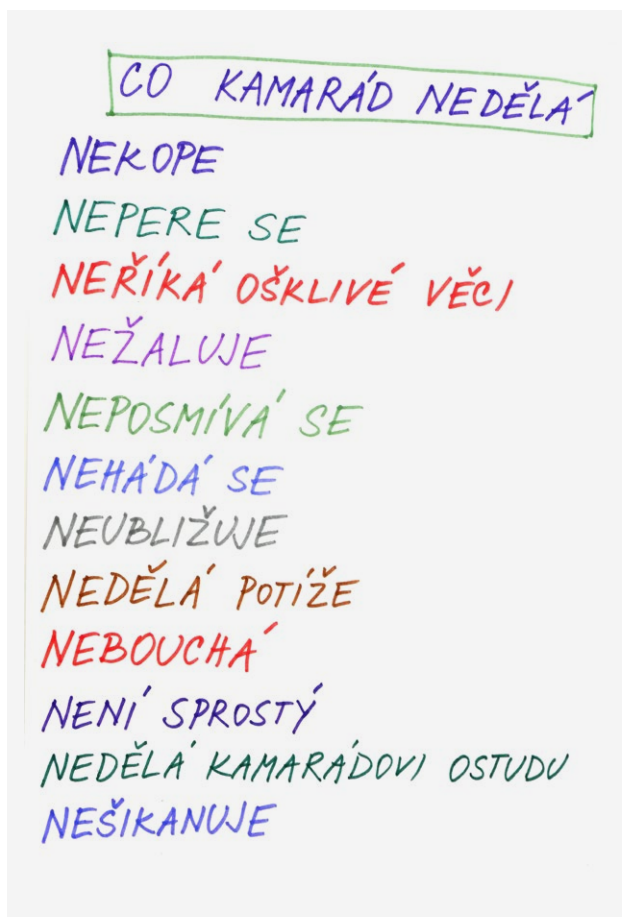 CO KAMARÁD NEDĚLÁ
NEKOPE
NEPERE SE
NEŘÍKÁ OŠKLIVÉ VĚCI
NEŽALUJE
NEPOSMÍVÁ SE
NEHÁDÁ SE
NEUBLIŽUJE
NEDĚLÁ POTÍŽE
NEBOUCHÁ
NENÍ SPROSTÝ
NEDĚLÁ KAMARÁDOVI OSTUDU
NEŠIKANUJE